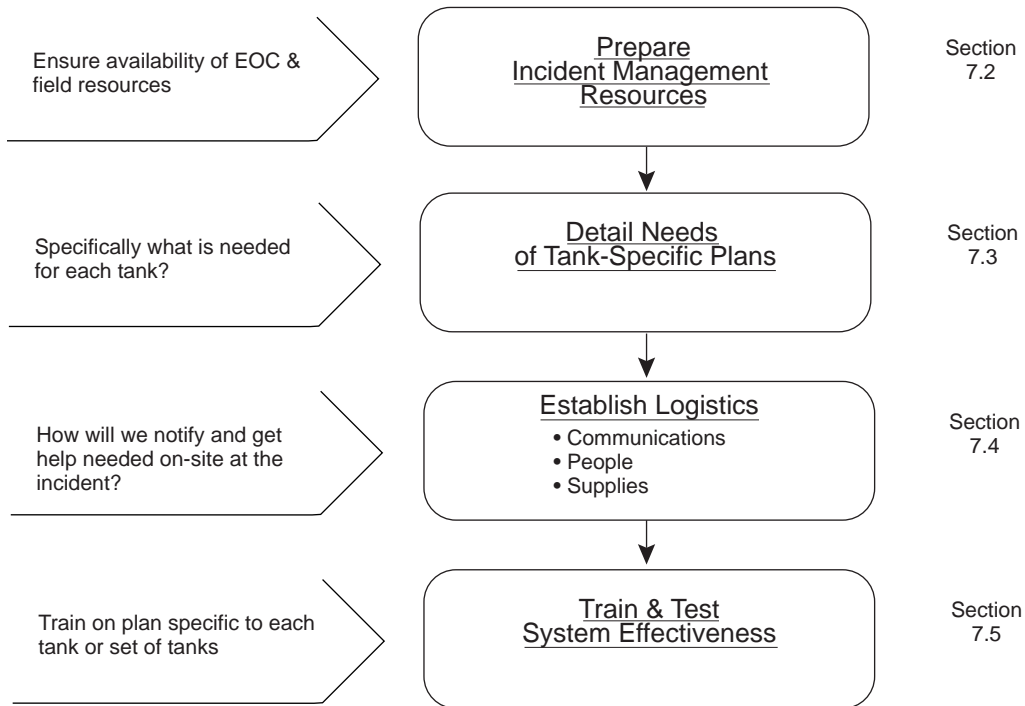 Ensure availability of EOC &
field resources
Prepare
Incident Management
Resources
Section
7.2
Specifically what is needed
for each tank?
Detail Needs
of Tank-Specific Plans
Section
7.3
How will we notify and get
help needed on-site at the
incident?
Establish Logistics
• Communications
• People
• Supplies
Section
7.4
Train on plan specific to each
tank or set of tanks
Train & Test
System Effectiveness
Section
7.5